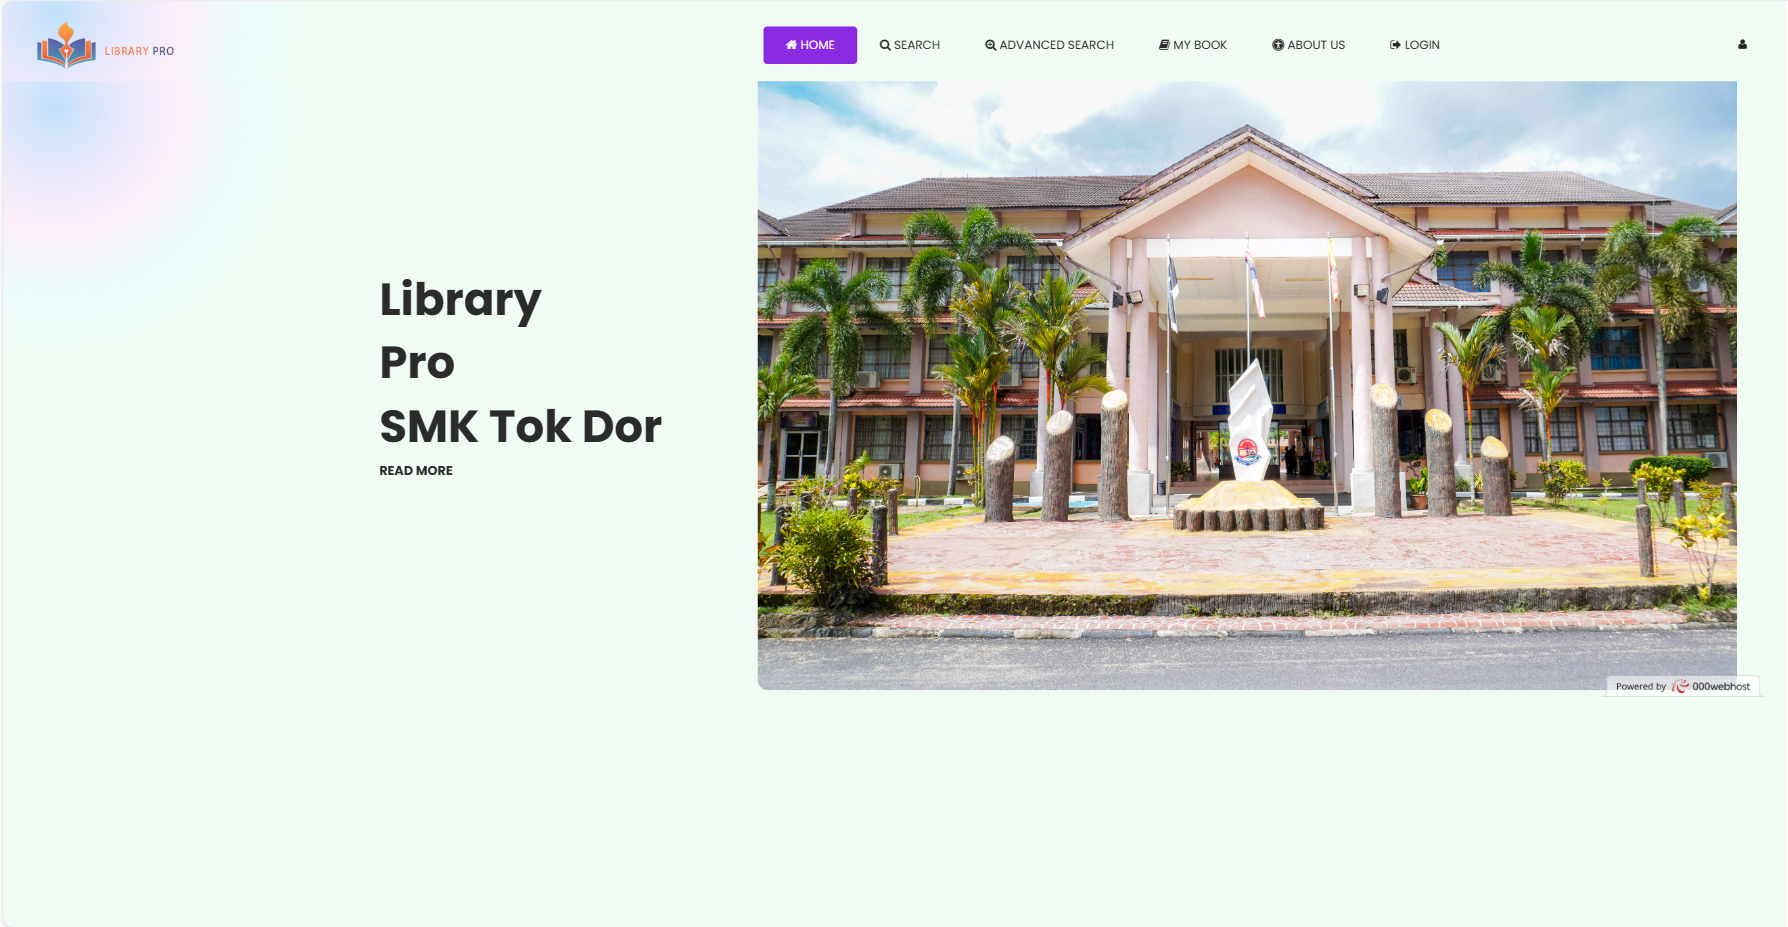 LIBRARY PRO
HOME
SEARCH
ADVANCED SEARCH
MY BOOK
ABOUT US
LOGIN
Library
Pro
SMK Tok Dor
READ MORE
Powered by 000webhost